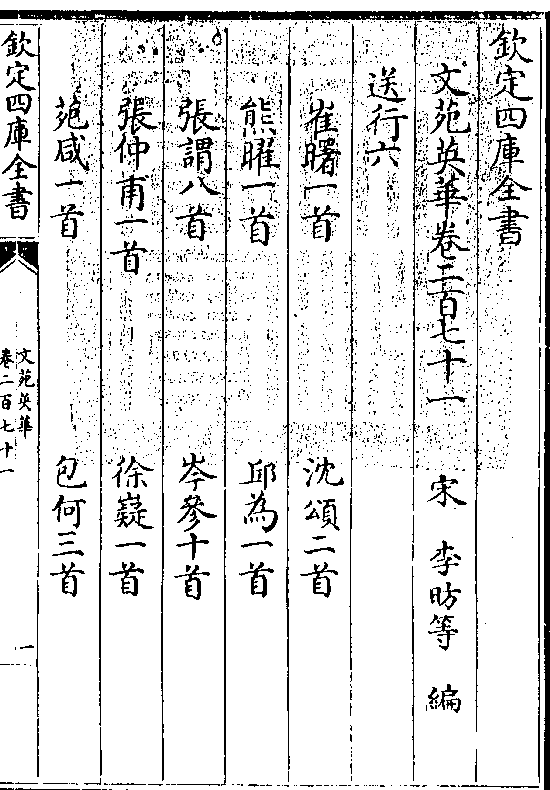 欽定四庫全書
文苑英華卷二百七十一 宋 李昉等 編
送行六
崔曙一首 沈頌二首
熊曜一首 邱為一首
張謂八首 岑參十首
張仲甫一首 徐嶷一首
苑咸一首 包何三首
欽定四庫全書
文苑英華
卷二百七十一
一